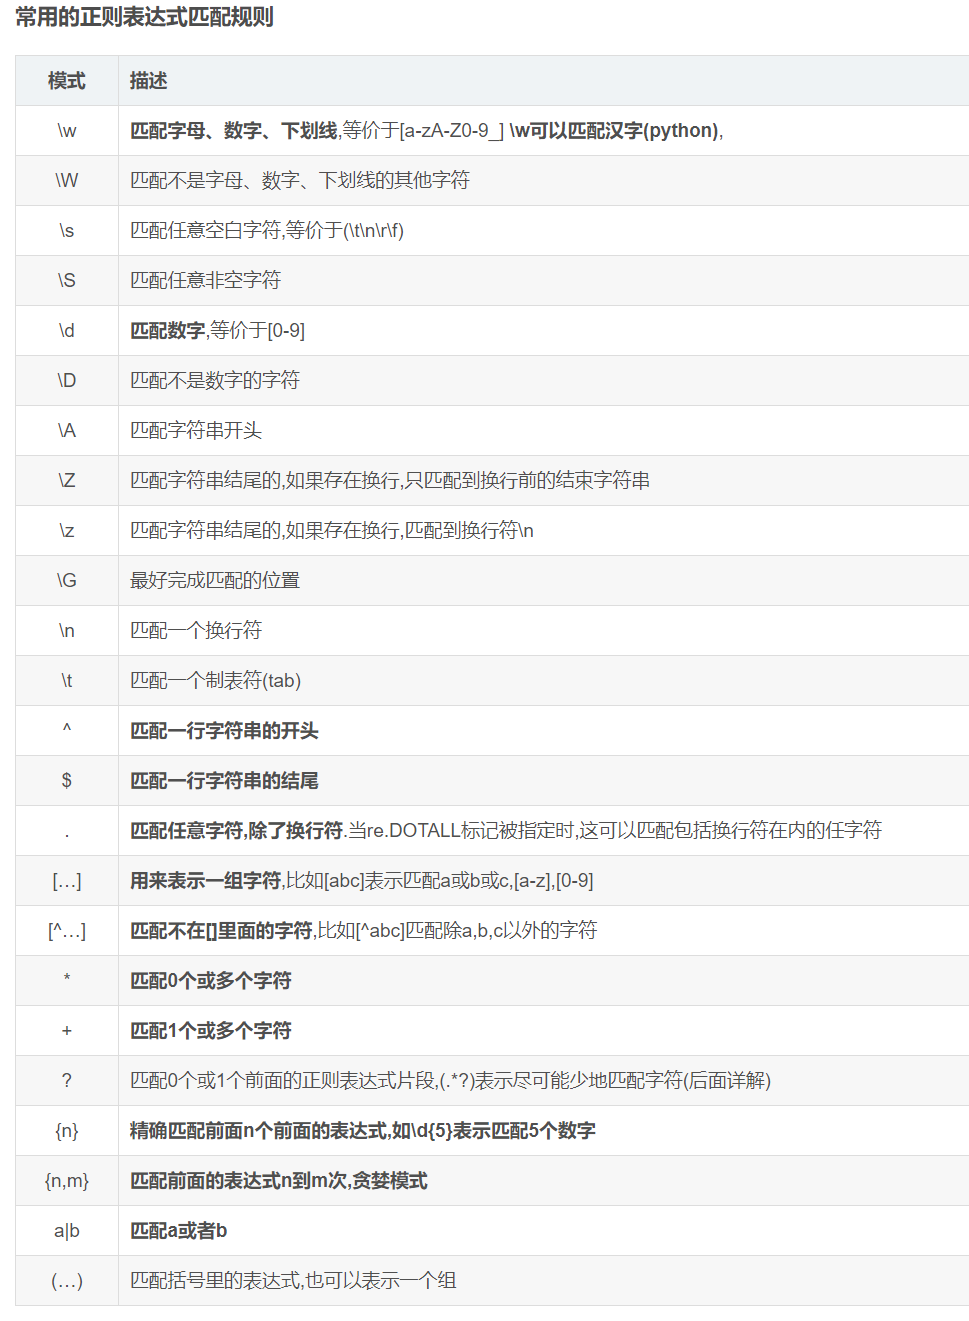 常用的正则表达式匹配规则
模式 描述
\w 匹配字母、数字、下划线,等价于[a-zA-Z0-9_] \w可以匹配汉字(python),
\W 匹配不是字母、数字、下划线的其他字符
\s 匹配任意空白字符,等价于(\t\n\r\f)
\S 匹配任意非空字符
\d 匹配数字,等价于[0-9]
\D 匹配不是数字的字符
\A 匹配字符串开头
\Z 匹配字符串结尾的,如果存在换行,只匹配到换行前的结束字符串
\z 匹配字符串结尾的,如果存在换行,匹配到换行符\n
\G 最好完成匹配的位置
\n 匹配一个换行符
\t 匹配一个制表符(tab)
^ 匹配一行字符串的开头
$ 匹配一行字符串的结尾
. 匹配任意字符,除了换行符.当re.DOTALL标记被指定时,这可以匹配包括换行符在内的任字符
[…] 用来表示一组字符,比如[abc]表示匹配a或b或c,[a-z],[0-9]
[^…] 匹配不在[]里面的字符,比如[^abc]匹配除a,b,c以外的字符
* 匹配0个或多个字符
+ 匹配1个或多个字符
? 匹配0个或1个前面的正则表达式片段,(.*?)表示尽可能少地匹配字符(后面详解)
{n} 精确匹配前面n个前面的表达式,如\d{5}表示匹配5个数字
{n,m} 匹配前面的表达式n到m次,贪婪模式
a|b 匹配a或者b
(…) 匹配括号里的表达式,也可以表示一个组